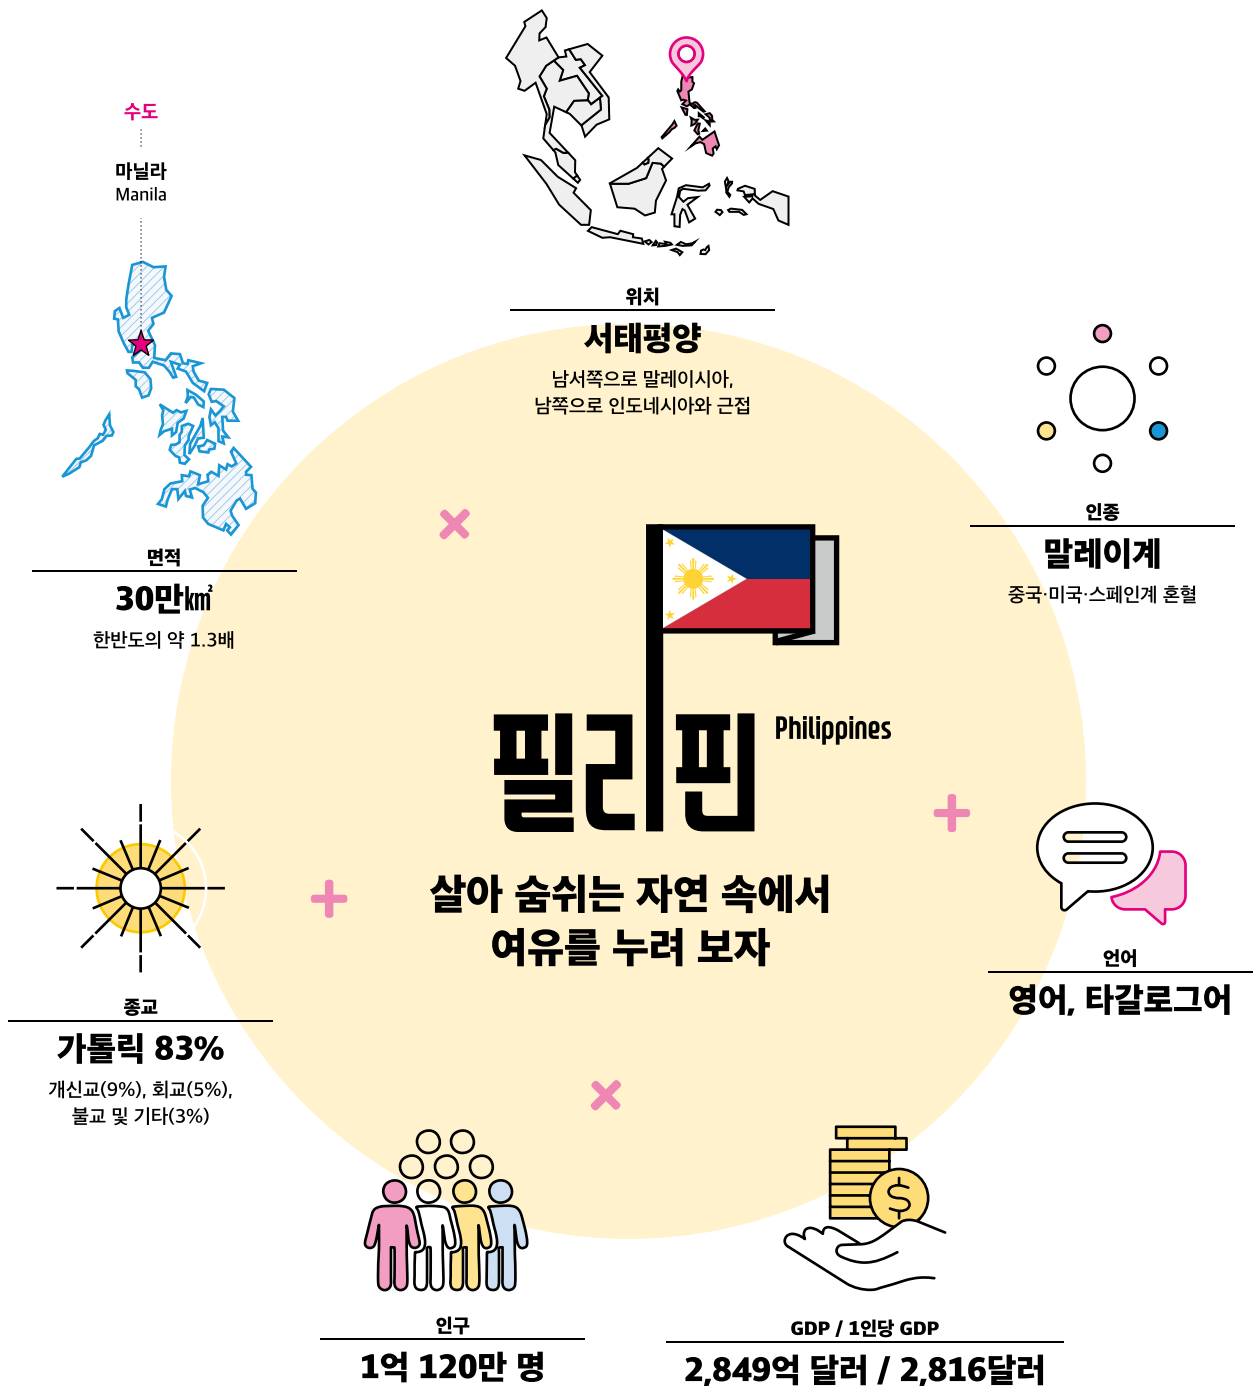 수도
마닐라
Manila
면적
30만㎢
한반도의 약 1.3배
위치
서태평양
남서쪽으로 말레이시아,
남쪽으로 인도네시아와 근접
인종
말레이계
중국·미국·스페인계 혼혈
필리핀
Philippines
살아 숨쉬는 자연 속에서
여유를 누려 보자
언어
영어, 타갈로그어
종교
가톨릭 83%
개신교(9%), 회교(5%),
불교 및 기타(3%)
인구
1억 120만 명
GDP / 1인당 GDP
2,849억 달러 / 2,816달러
$